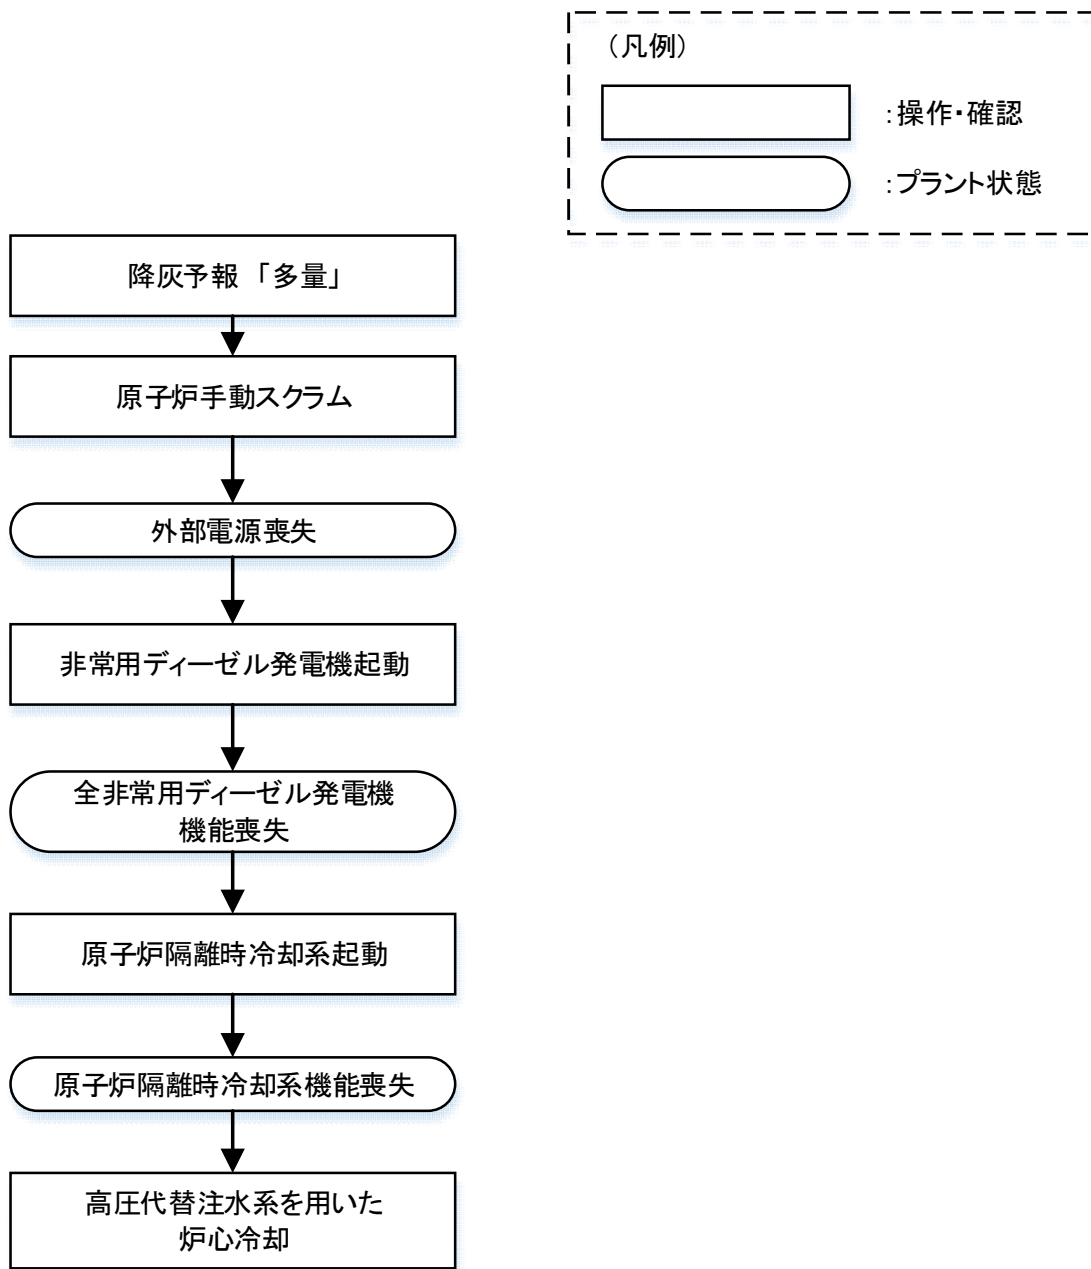 (凡例)
:操作・確認
:プラント状態
降灰予報 「多量」
原子炉手動スクラム
外部電源喪失
非常用ディーゼル発電機起動
全非常用ディーゼル発電機
機能喪失
原子炉隔離時冷却系起動
原子炉隔離時冷却系機能喪失
高圧代替注水系を用いた
炉心冷却